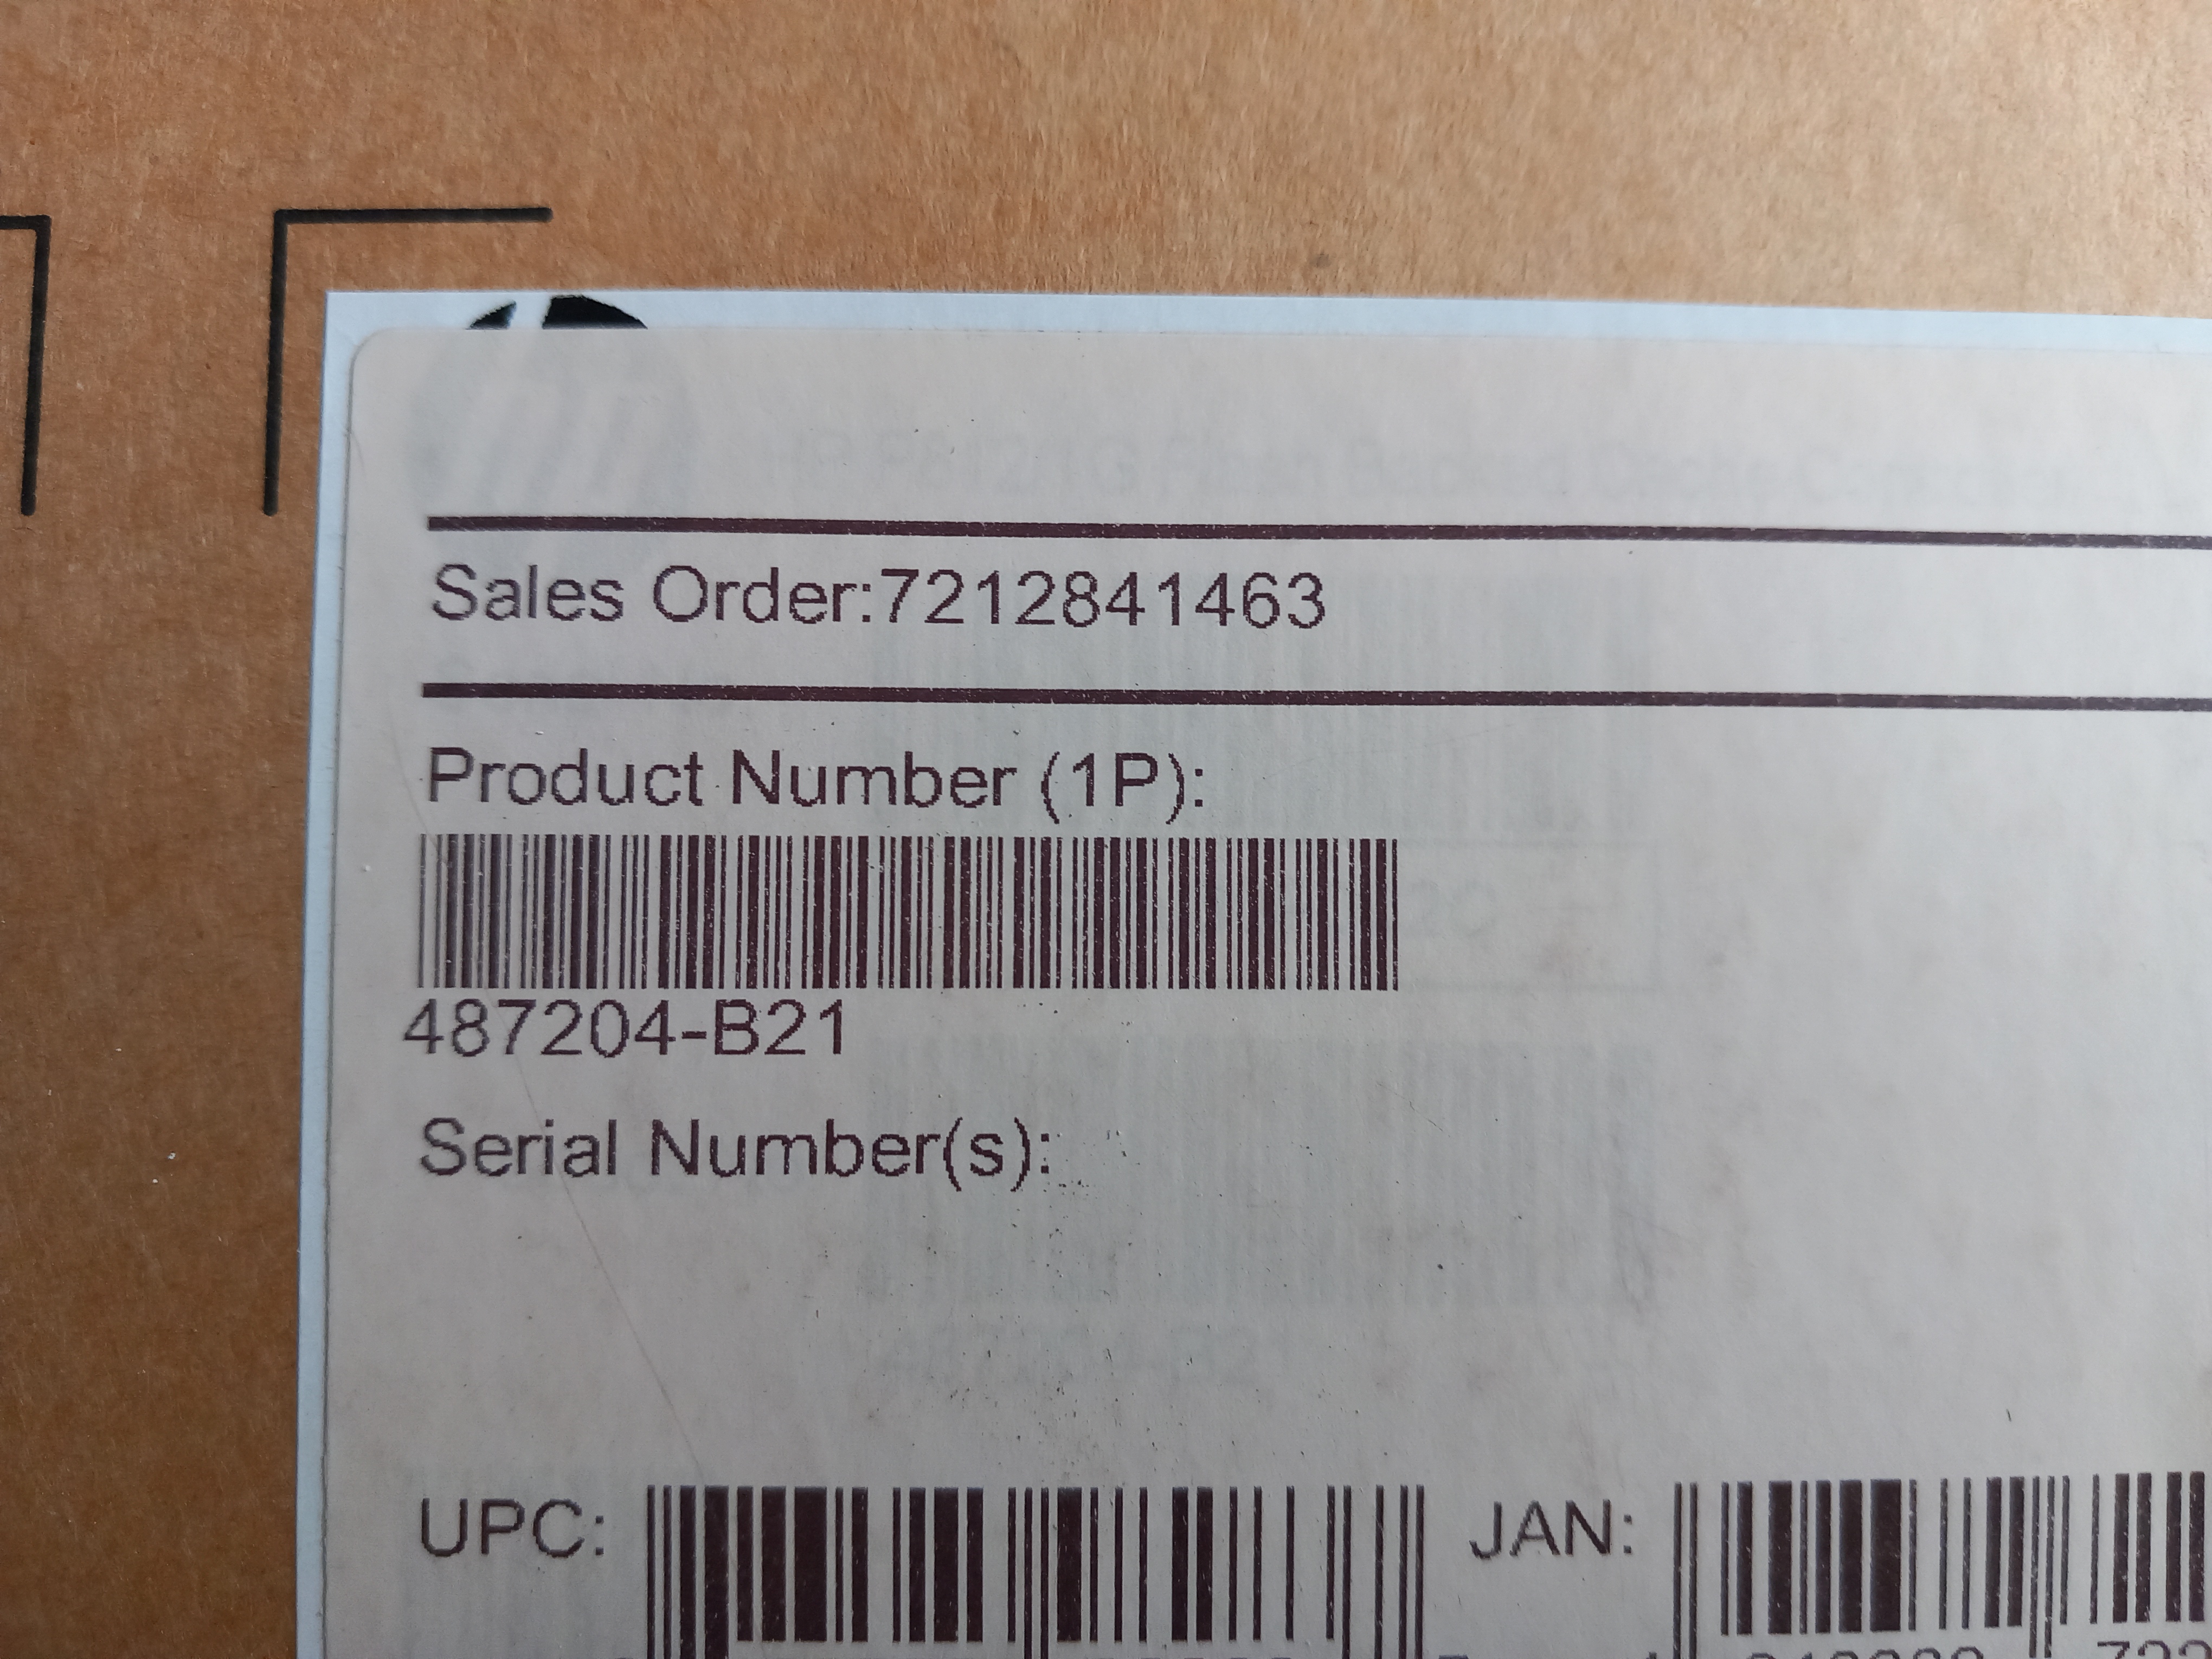 Sales Order:7212841463
Product Number (1P):
487204-B21
Serial Number(s):
UPC:
JAN: